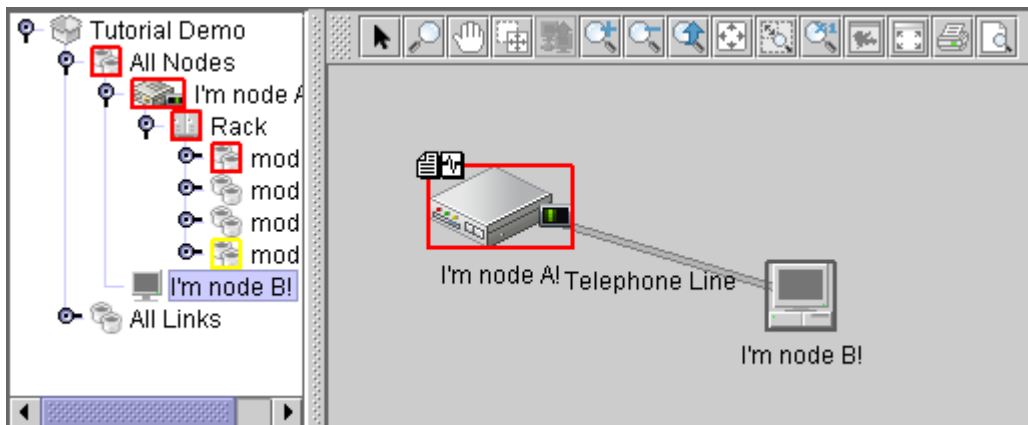 Tutorial Demo
All Nodes
I'm node A
Rack
mod
mod
mod
mod
I'm node B!
All Links
I'm node A!
Telephone Line
I'm node B!